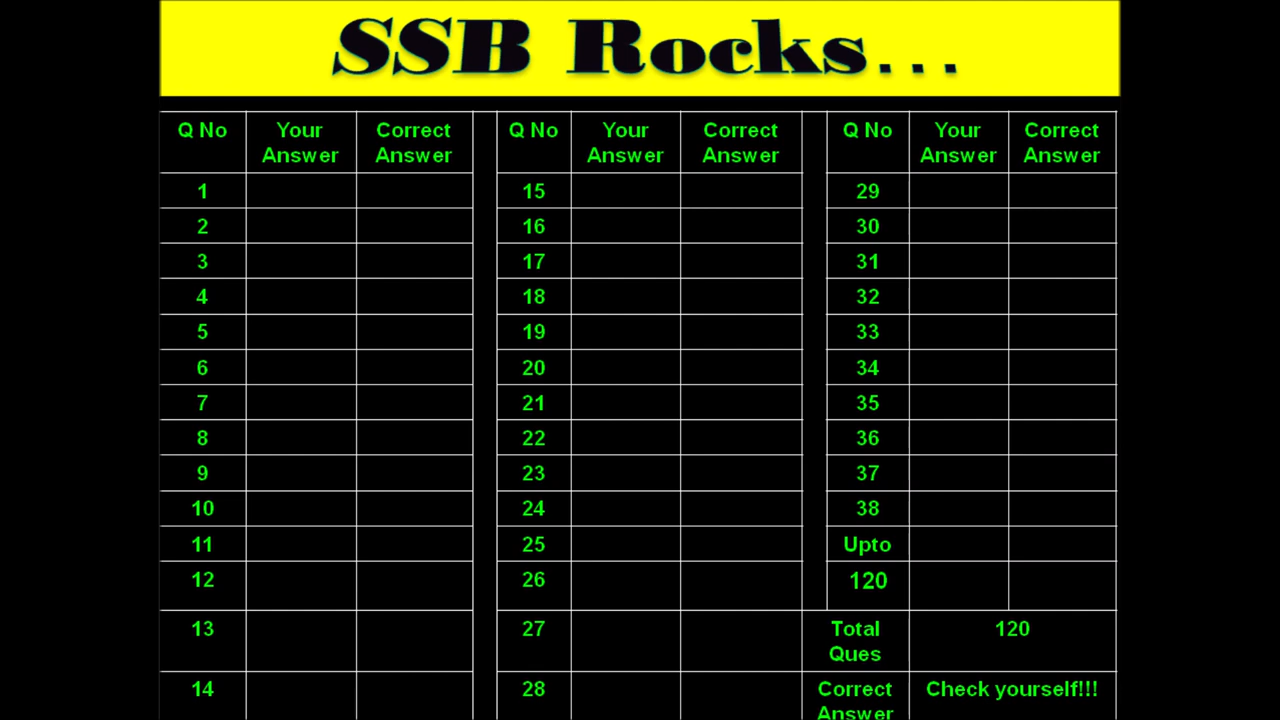 SSB Rocks...
Q No Your Answer Correct Answer Q No Your Answer Correct Answer Q No Your Answer Correct Answer
1 15 29
2 16 30
3 17 31
4 18 32
5 19 33
6 20 34
7 21 35
8 22 36
9 23 37
10 24 38
11 25 Upto
12 26 120
13 27 Total Ques 120
14 28 Correct Answer Check yourself!!!